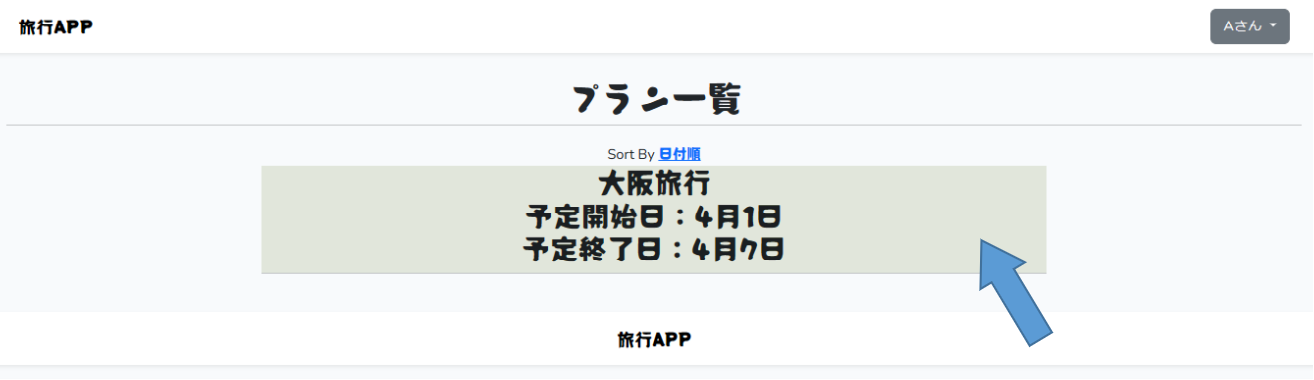 旅行APP
Aさん
プラン一覧
Sort By 日付順
大阪旅行
予定開始日：4月1日
予定終了日：4月7日
旅行APP